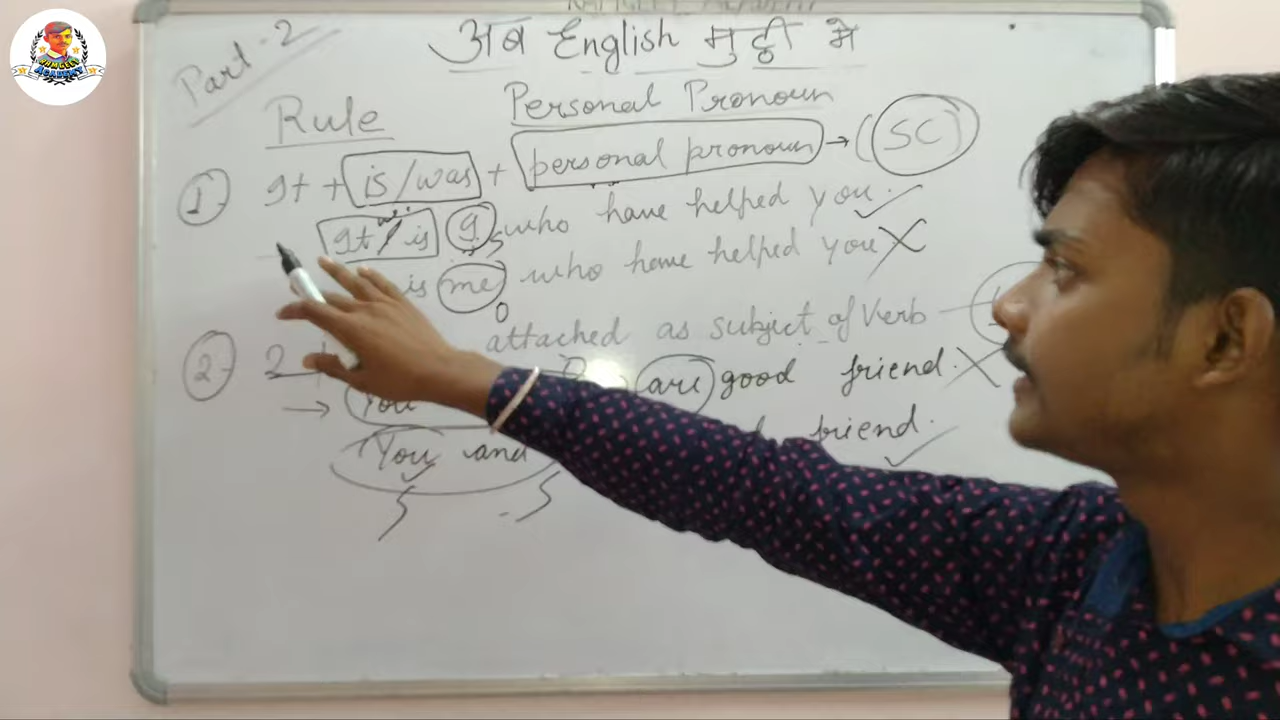 Part-2
अब English मुट्ठी में
Rule
Personal Pronoun
1. It + is/was + personal pronoun → (SC)
It is I who have helped you. ✓
S
is me who have helped you ✗
O
attached as subject of Verb
2. 2
are good friend. ✗
→ You
You and friend. ✓
S S
ACADEMY